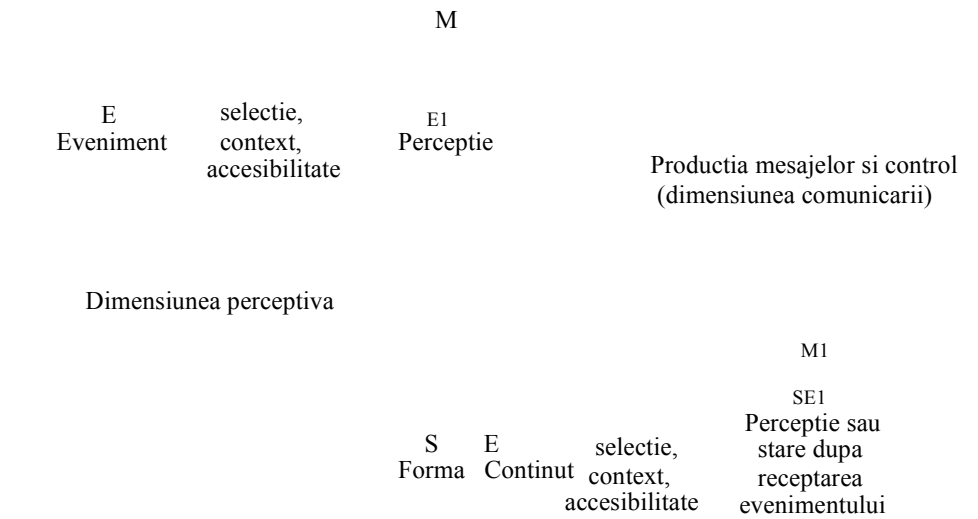 M
E
Eveniment
selectie,
context,
accesibilitate
E1
Perceptie
Productia mesajelor si control
(dimensiunea comunicarii)
Dimensiunea perceptiva
M1
SE1
Perceptie sau
stare dupa
receptarea
evenimentului
S E
Forma Continut
selectie,
context,
accesibilitate